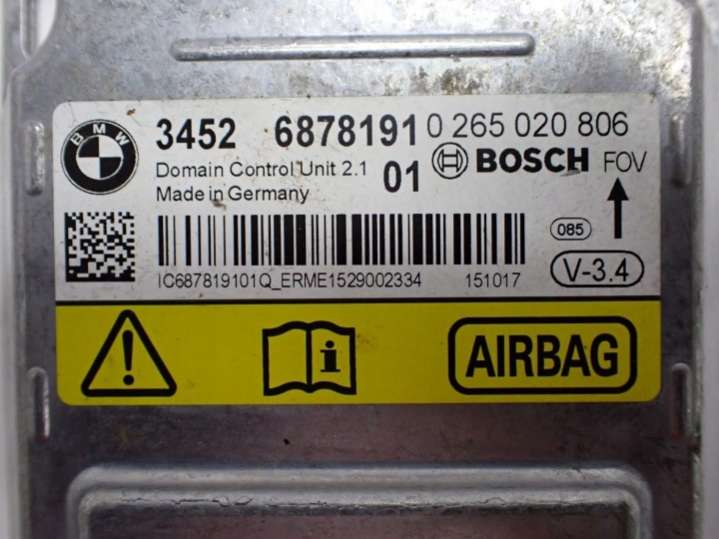 BMW
3452 6878191 0 265 020 806
Domain Control Unit 2.1 01 BOSCH FOV
Made in Germany
085
V-3.4
IC687819101Q_ERME1529002334 151017
i
AIRBAG